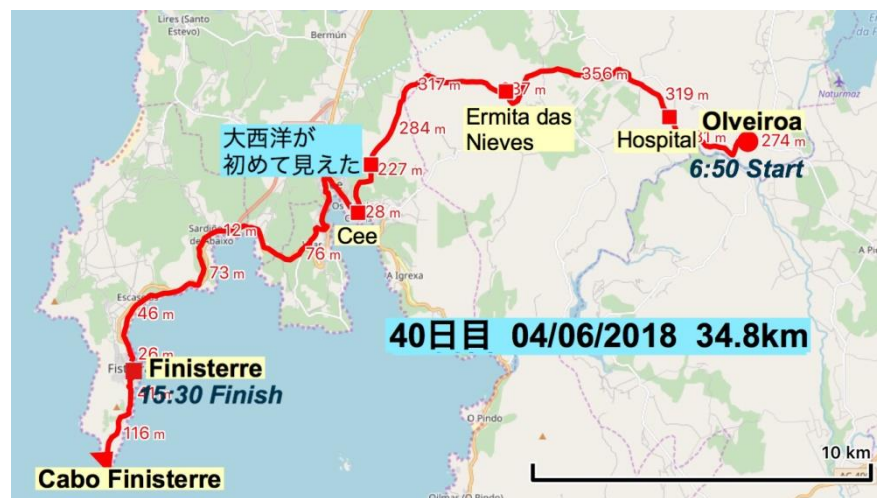 Lires (Santo
Estevo)
Bermún
317 m
356 m
37 m
319 m
Naturmaz
大西洋が
初めて見えた
284 m
Ermita das
Nieves
Hospital
Olveiroa
274 m
6:50 Start
227 m
28 m
Cee
12 m
76 m
73 m
A Igrexa
46 m
40日目 04/06/2018 34.8km
26 m
Finisterre
15:30 Finish
116 m
O Pindo
10 km
Cabo Finisterre